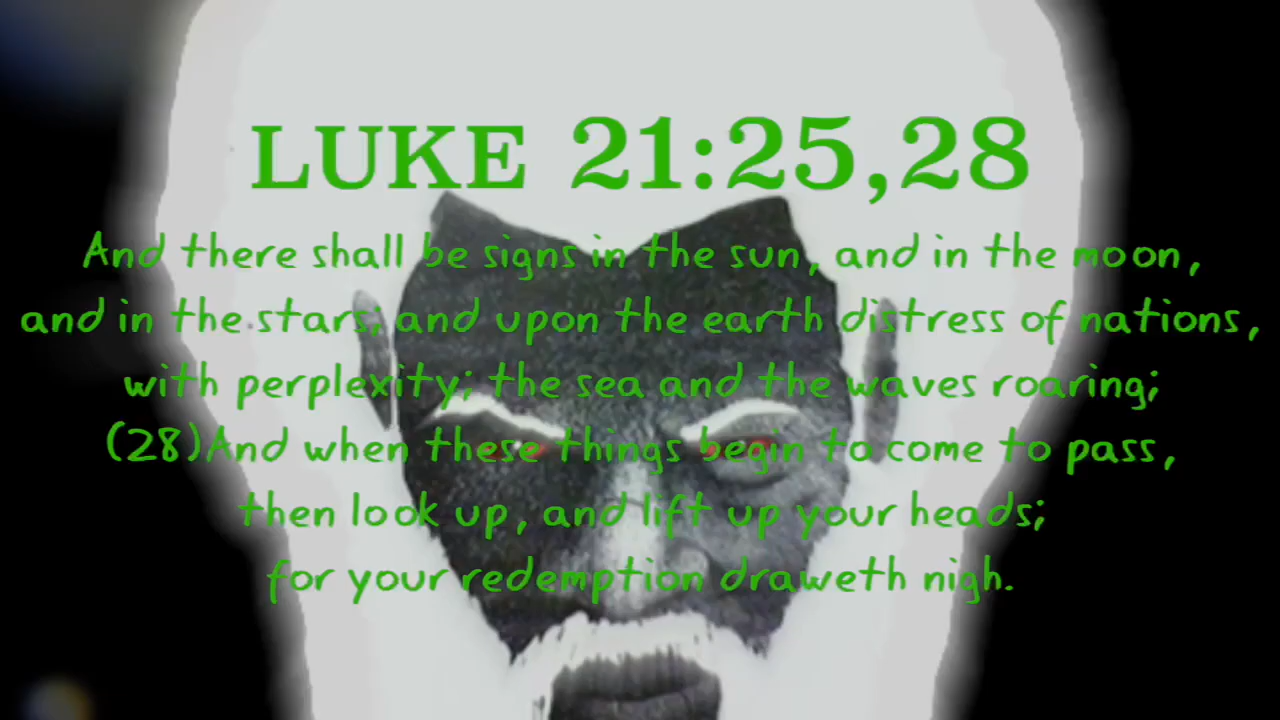 LUKE 21:25,28
And there shall be signs in the sun, and in the moon,
and in the stars; and upon the earth distress of nations,
with perplexity; the sea and the waves roaring;
(28)And when these things begin to come to pass,
then look up, and lift up your heads;
for your redemption draweth nigh.